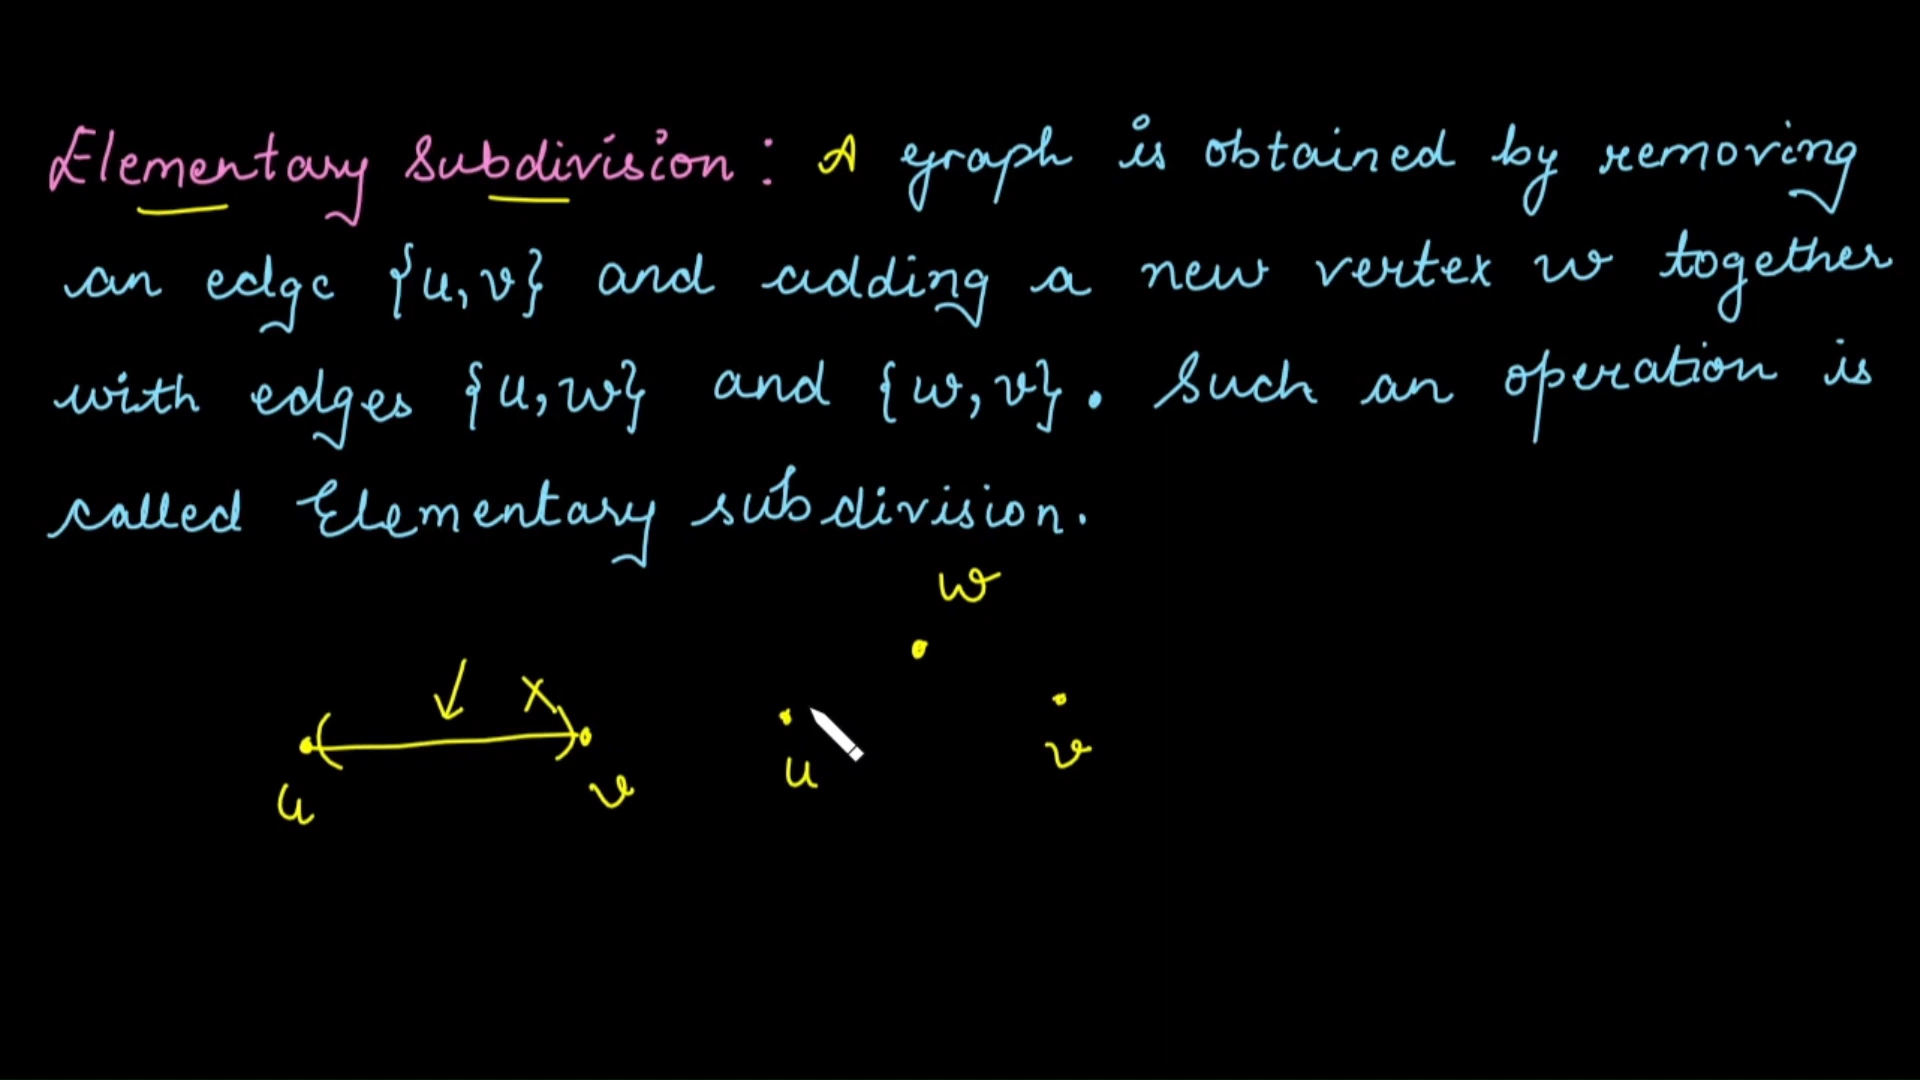 Elementary Subdivision: A graph is obtained by removing
an edge {u,v} and adding a new vertex w together
with edges {u,w} and {w,v}. Such an operation is
called Elementary subdivision.
w
x
u v u v